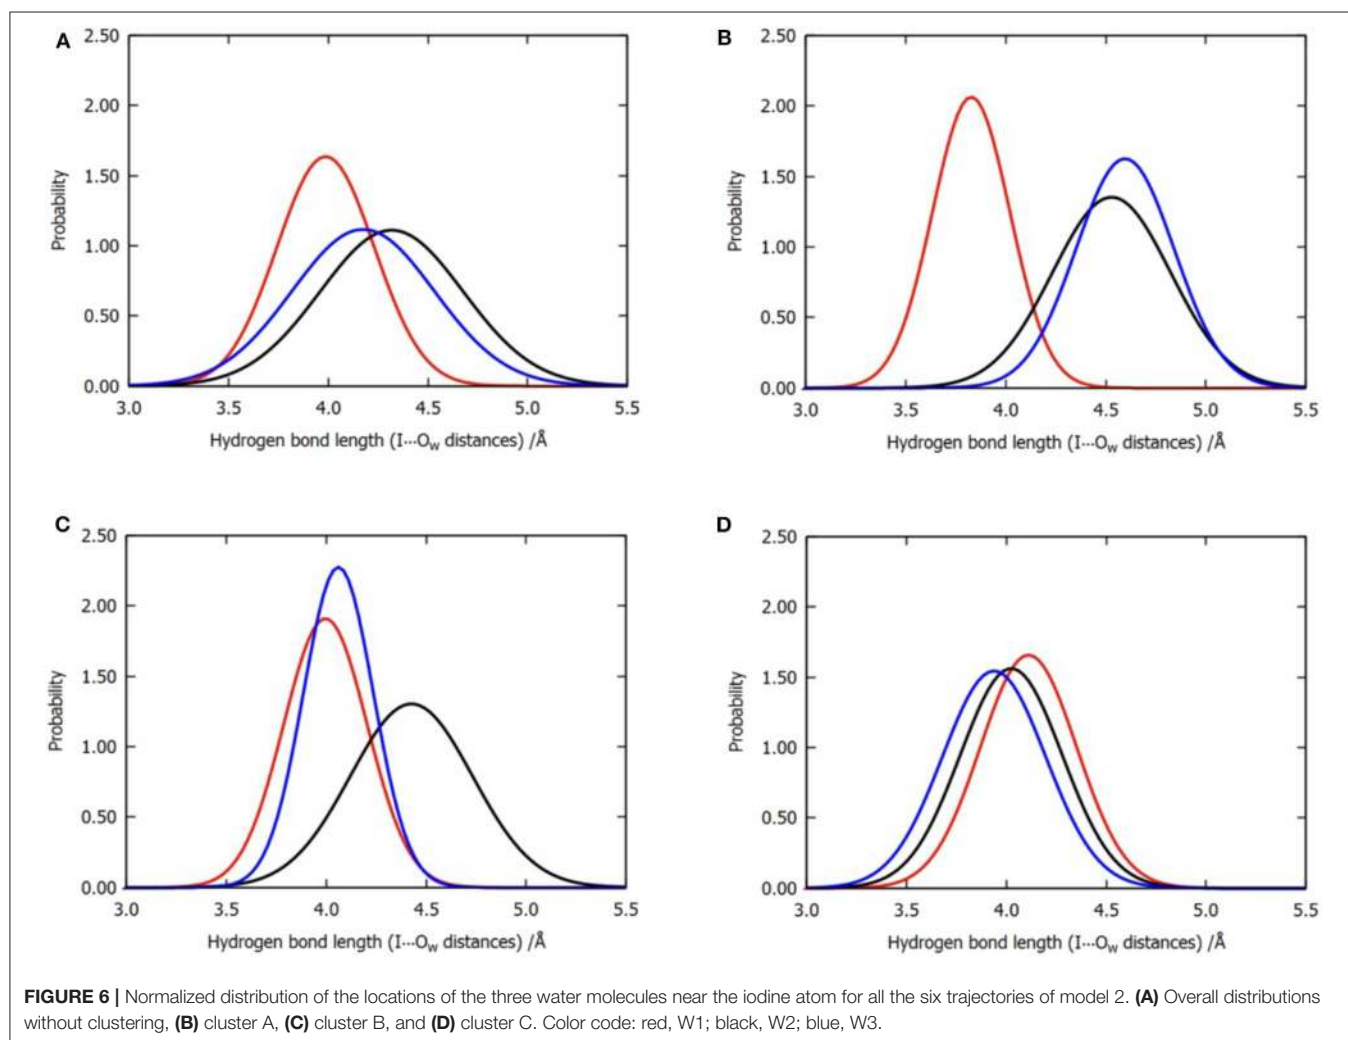 A
2.50
2.00
1.50
1.00
0.50
0.00
Probability
3.0 3.5 4.0 4.5 5.0 5.5
Hydrogen bond length (I···Ow distances) /Å
B
2.50
2.00
1.50
1.00
0.50
0.00
Probability
3.0 3.5 4.0 4.5 5.0 5.5
Hydrogen bond length (I···Ow distances) /Å
C
2.50
2.00
1.50
1.00
0.50
0.00
Probability
3.0 3.5 4.0 4.5 5.0 5.5
Hydrogen bond length (I···Ow distances) /Å
D
2.50
2.00
1.50
1.00
0.50
0.00
Probability
3.0 3.5 4.0 4.5 5.0 5.5
Hydrogen bond length (I···Ow distances) /Å
FIGURE 6 | Normalized distribution of the locations of the three water molecules near the iodine atom for all the six trajectories of model 2. (A) Overall distributions
without clustering, (B) cluster A, (C) cluster B, and (D) cluster C. Color code: red, W1; black, W2; blue, W3.